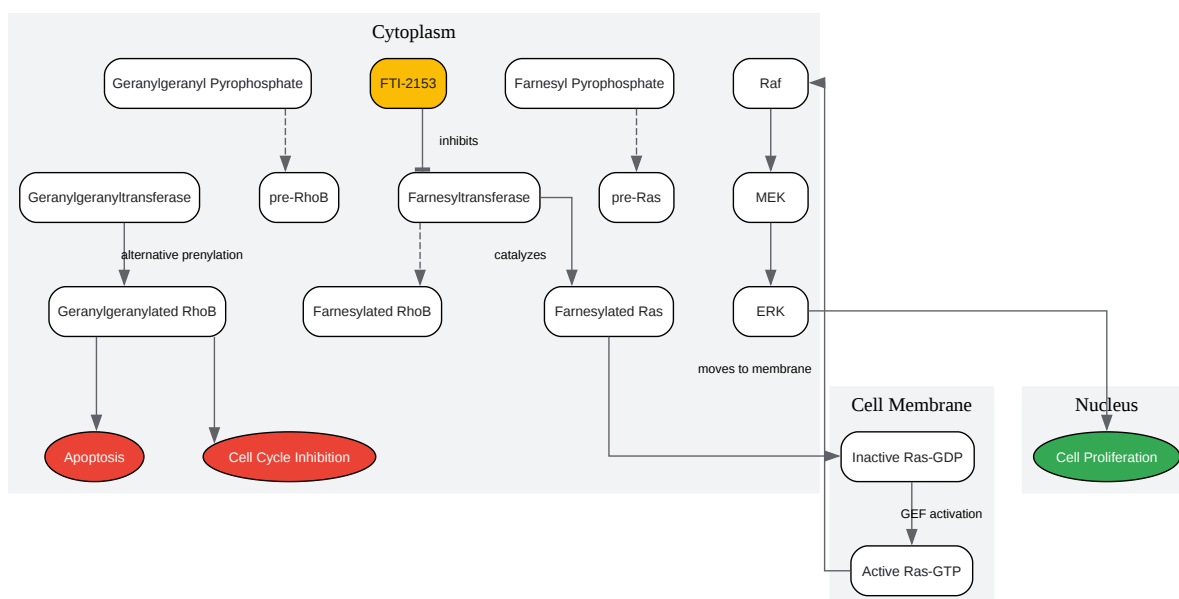 Cytoplasm
Geranylgeranyl Pyrophosphate
FTI-2153
Farnesyl Pyrophosphate
Raf
inhibits
Geranylgeranyltransferase
pre-RhoB
Farnesyltransferase
pre-Ras
MEK
alternative prenylation
catalyzes
Geranylgeranylated RhoB
Farnesylated RhoB
Farnesylated Ras
ERK
moves to membrane
Cell Membrane
Nucleus
Apoptosis
Cell Cycle Inhibition
Inactive Ras-GDP
Cell Proliferation
GEF activation
Active Ras-GTP